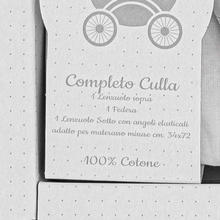 Completo Culla
1 Lenzuolo sopra
1 Federa
1 Lenzuolo Sotto con angoli elasticati
adatto per materasso misure cm. 34x72
100% Cotone